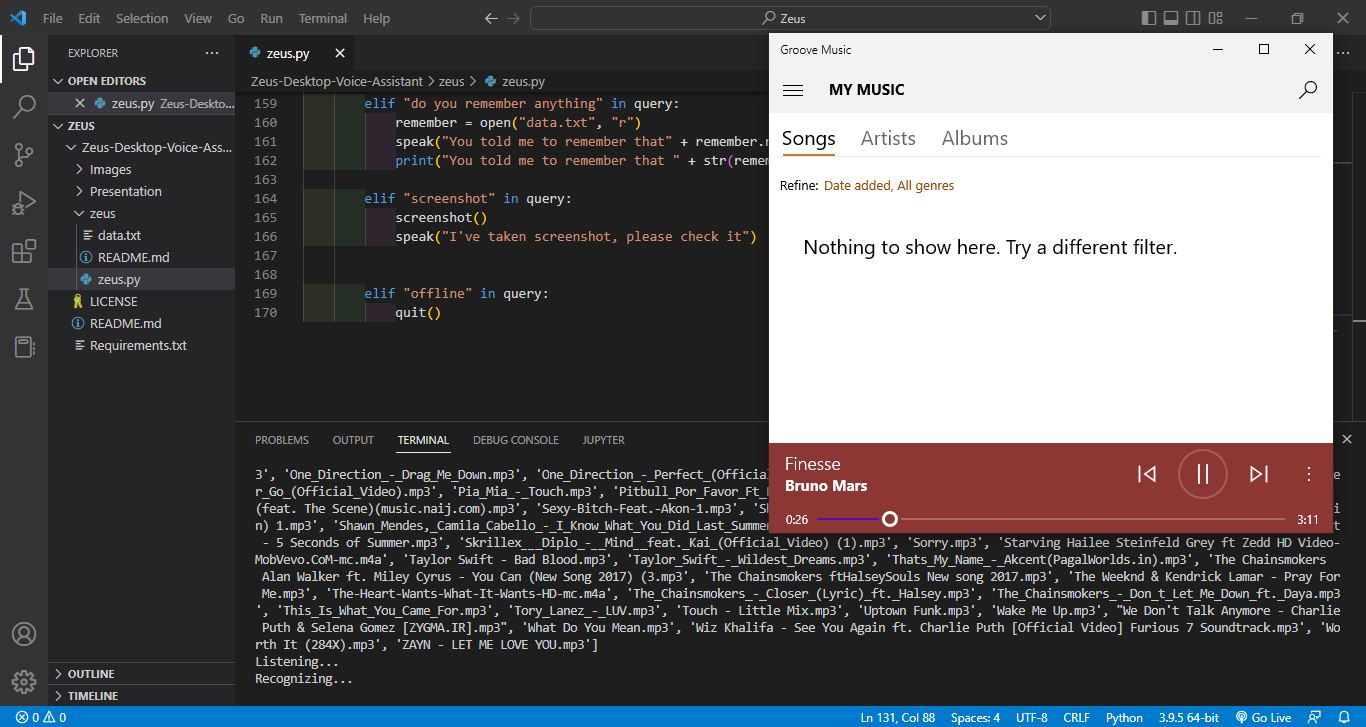 File Edit Selection View Go Run Terminal Help
Zeus
EXPLORER
OPEN EDITORS
zeus.py Zeus-Deskto...
ZEUS
Zeus-Desktop-Voice-Ass...
Images
Presentation
zeus
data.txt
README.md
zeus.py
LICENSE
README.md
Requirements.txt
OUTLINE
TIMELINE
zeus.py
Zeus-Desktop-Voice-Assistant > zeus > zeus.py
159 elif "do you remember anything" in query:
160 remember = open("data.txt", "r")
161 speak("You told me to remember that" + remember.r
162 print("You told me to remember that " + str(remem
163
164 elif "screenshot" in query:
165 screenshot()
166 speak("I've taken screenshot, please check it")
167
168
169 elif "offline" in query:
170 quit()
Groove Music
MY MUSIC
Songs Artists Albums
Refine: Date added, All genres
Nothing to show here. Try a different filter.
Finesse
Bruno Mars
0:26 3:11
PROBLEMS OUTPUT TERMINAL DEBUG CONSOLE JUPYTER
3', 'One_Direction_-_Drag_Me_Down.mp3', 'One_Direction_-_Perfect_(Official
r_Go_(Official_Video).mp3', 'Pia_Mia_-_Touch.mp3', 'Pitbull_Por_Favor_Ft_
(feat. The Scene)(music.naij.com).mp3', 'Sexy-Bitch-Feat.-Akon-1.mp3',
n) 1.mp3', 'Shawn_Mendes,_Camila_Cabello_- I Know What You Did Last Summer
- 5 Seconds of Summer.mp3', 'Skrillex___Diplo_-__Mind__feat._Kai_(Official_Video) (1).mp3', 'Sorry.mp3', 'Starving Hailee Steinfeld Grey ft Zedd HD Video-
MobVevo.CoM-mc.m4a', 'Taylor Swift - Bad Blood.mp3', 'Taylor_Swift_-_Wildest_Dreams.mp3', 'Thats_My_Name_-_Akcent(PagalWorlds.in).mp3', 'The Chainsmokers
Alan Walker ft. Miley Cyrus - You Can (New Song 2017) (3.mp3', 'The Chainsmokers ftHalseySouls New song 2017.mp3', 'The Weeknd & Kendrick Lamar - Pray For
Me.mp3', 'The-Heart-Wants-What-It-Wants-HD-mc.m4a', 'The_Chainsmokers_-_Closer_(Lyric)_ft._Halsey.mp3', 'The_Chainsmokers_-_Don_t_Let_Me_Down_ft._Daya.mp3
', 'This_Is_What_You_Came_For.mp3', 'Tory_Lanez_-_LUV.mp3', 'Touch - Little Mix.mp3', 'Uptown Funk.mp3', 'Wake Me Up.mp3', "We Don't Talk Anymore - Charlie
Puth & Selena Gomez [ZYGMA.IR].mp3", 'What Do You Mean.mp3', 'Wiz Khalifa - See You Again ft. Charlie Puth [Official Video] Furious 7 Soundtrack.mp3', 'Wo
rth It (284X).mp3', 'ZAYN - LET ME LOVE YOU.mp3']
Listening...
Recognizing...
0 0 Ln 131, Col 88 Spaces: 4 UTF-8 CRLF Python 3.9.5 64-bit Go Live